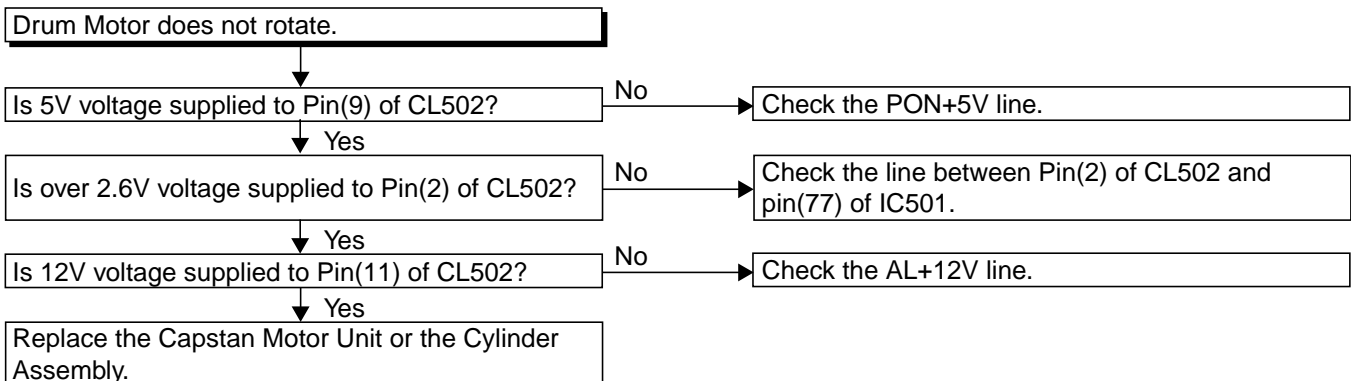 Drum Motor does not rotate.
Is 5V voltage supplied to Pin(9) of CL502?
No
Check the PON+5V line.
Yes
Is over 2.6V voltage supplied to Pin(2) of CL502?
No
Check the line between Pin(2) of CL502 and
pin(77) of IC501.
Yes
Is 12V voltage supplied to Pin(11) of CL502?
No
Check the AL+12V line.
Yes
Replace the Capstan Motor Unit or the Cylinder
Assembly.